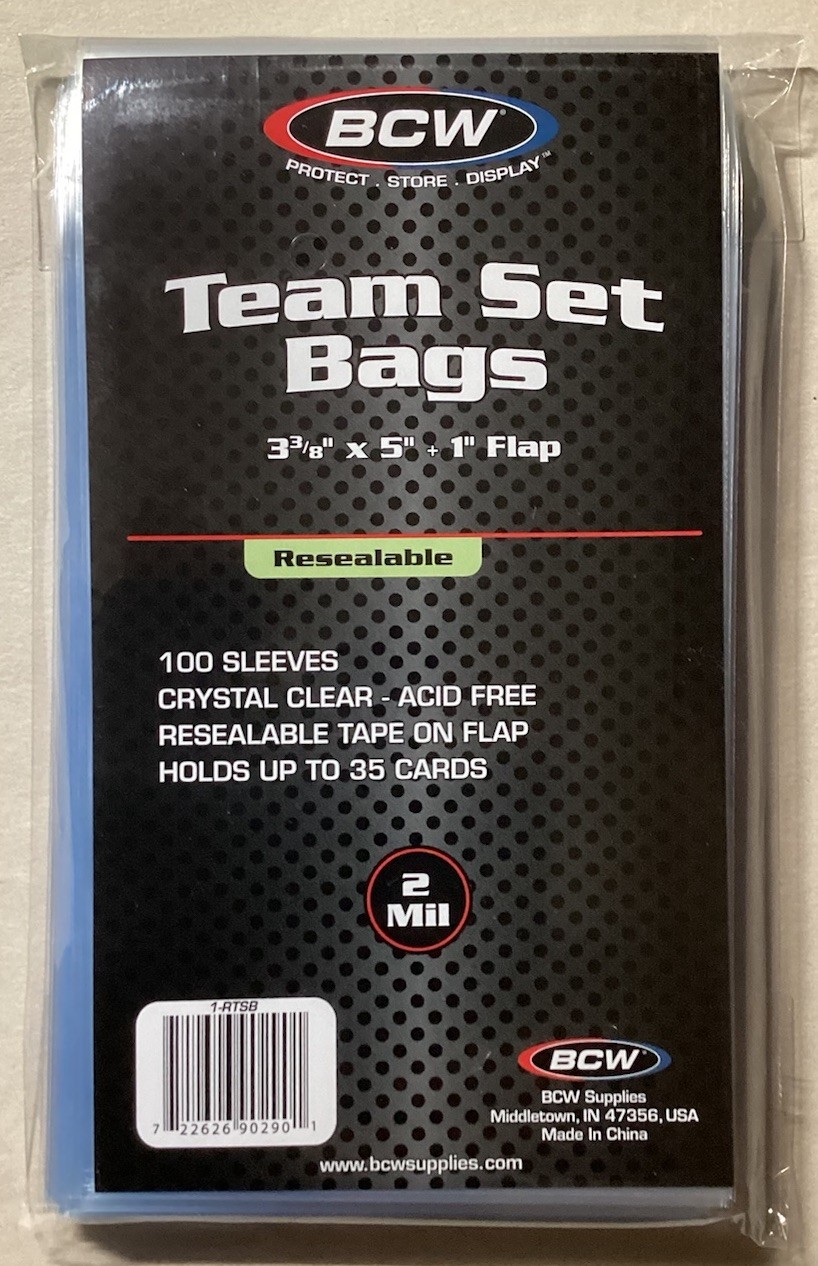 BCW®
PROTECT . STORE . DISPLAY™
Team Set
Bags
3 3/8" x 5" + 1" Flap
Resealable
100 SLEEVES
CRYSTAL CLEAR - ACID FREE
RESEALABLE TAPE ON FLAP
HOLDS UP TO 35 CARDS
2
Mil
1-RTSB
7 22626 90290 1
BCW®
BCW Supplies
Middletown, IN 47356, USA
Made In China
www.bcwsupplies.com